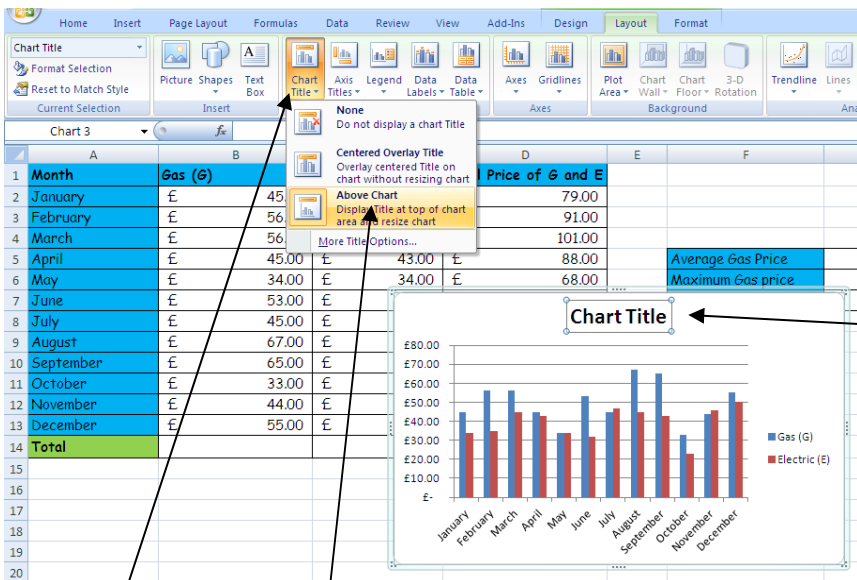 Home Insert Page Layout Formulas Data Review View Add-Ins Design Layout Format
Chart Title
Format Selection
Reset to Match Style
Current Selection
Picture Shapes Text Box
Insert
Chart Title Axis Titles Legend Data Labels Data Table
Axes Gridlines
Axes
Plot Area Chart Wall Chart Floor 3-D Rotation
Background
Trendline Lines
Ana
Chart 3
fx
None
Do not display a chart Title
Centered Overlay Title
Overlay centered Title on
chart without resizing chart
Above Chart
Display Title at top of chart
area and resize chart
More Title Options...
A B D E F
1 Month Gas (G) Price of G and E
2 January £ 45. 79.00
3 February £ 56. 91.00
4 March £ 56. 101.00
5 April £ 45.00 £ 43.00 £ 88.00 Average Gas Price
6 May £ 34.00 £ 34.00 £ 68.00 Maximum Gas price
7 June £ 53.00 £
8 July £ 45.00 £
9 August £ 67.00 £
10 September £ 65.00 £
11 October £ 33.00 £
12 November £ 44.00 £
13 December £ 55.00 £
14 Total
15
16
17
18
19
20
Chart Title
£80.00
£70.00
£60.00
£50.00
£40.00
£30.00
£20.00
£10.00
£-
January February March April May June July August September October November December
Gas (G)
Electric (E)